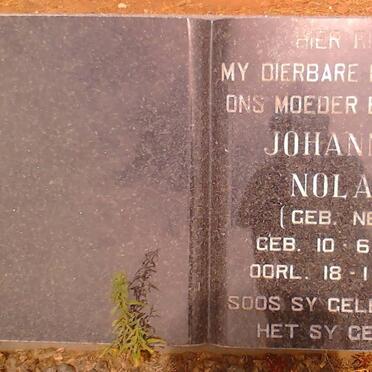 HIER R
MY DIERBARE
ONS MOEDER
JOHANN
NOLA
(GEB. NE
GEB. 10-6
OORL. 18-1
SOOS SY GELE
HET SY GE